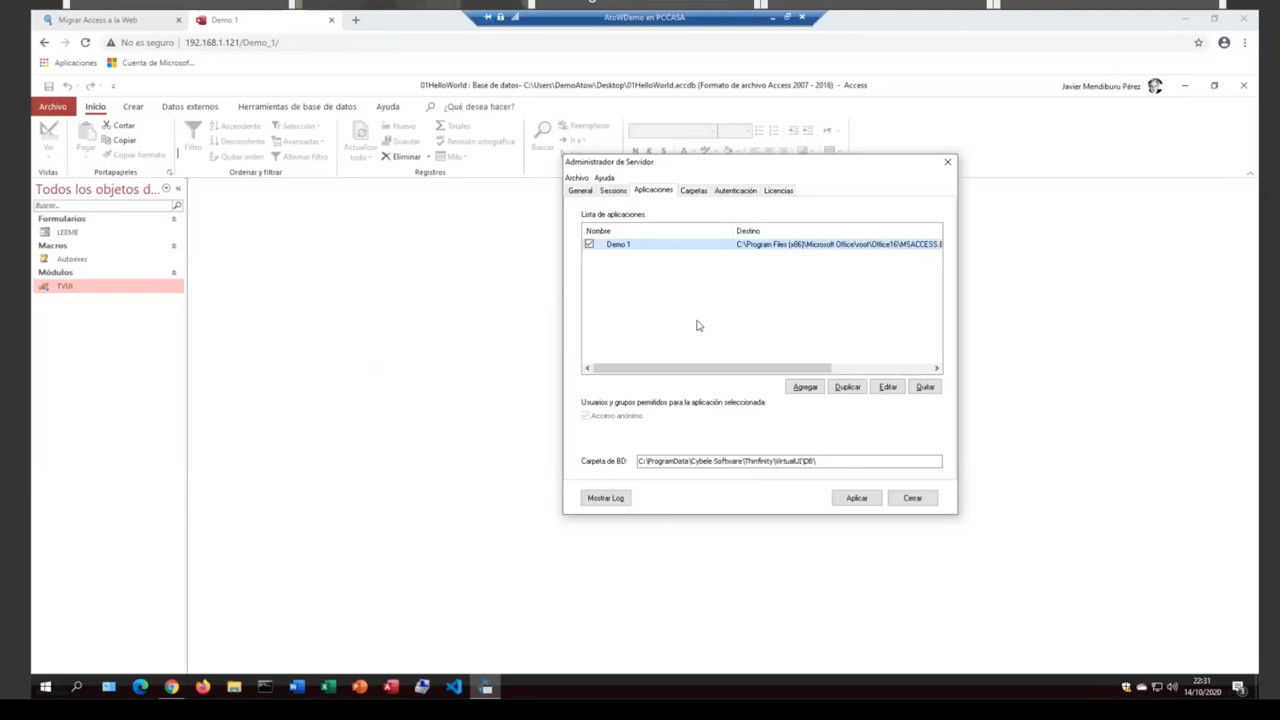 Migrar Access a la Web
Demo 1
AtoWDemo en PCCASA
No es seguro
192.168.1.121/Demo_1/
Aplicaciones
Cuenta de Microsof...
01HelloWorld : Base de datos- C:\Users\DemoAtow\Desktop\01HelloWorld.accdb (Formato de archivo Access 2007 - 2016) - Access
Javier Mendiburu Pérez
Archivo
Inicio
Crear
Datos externos
Herramientas de base de datos
Ayuda
¿Qué desea hacer?
Ver
Pegar
Cortar
Copiar
Copiar formato
Filtro
Ascendente
Descendente
Quitar orden
Selección
Avanzadas
Alternar filtro
Actualizar
todo
Nuevo
Guardar
Eliminar
Totales
Revisión ortográfica
Más
Buscar
Reemplazar
Ir a
N K S
Vistas
Portapapeles
Ordenar y filtrar
Registros
Todos los objetos d...
Buscar...
Formularios
LEEME
Macros
Autoexec
Módulos
TVUI
Administrador de Servidor
Archivo Ayuda
General Sessions Aplicaciones Carpetas Autenticación Licencias
Lista de aplicaciones.
Nombre Destino
Demo 1 C:\Program Files (x86)\Microsoft Office\root\Office16\MSACCESS.E
Agregar Duplicar Editar Quitar
Usuarios y grupos permitidos para la aplicación seleccionada:
Acceso anónimo
Carpeta de BD: C:\ProgramData\Cybele Software\Thinfinity\VirtualUI\DB\
Mostrar Log Aplicar Cerrar
22:31
14/10/2020
3